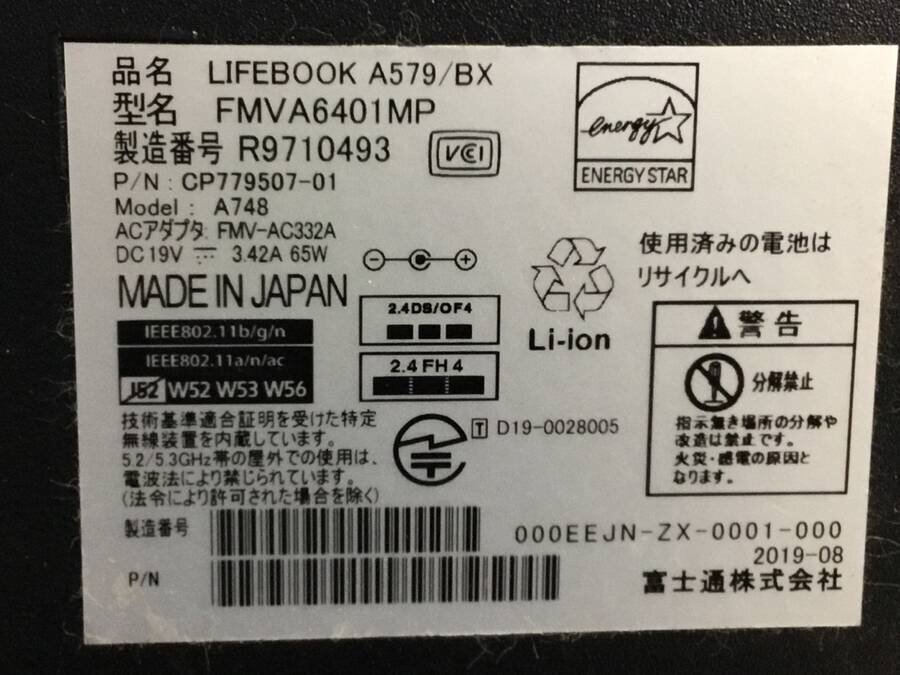 品名 LIFEBOOK A579/BX
型名 FMVA6401MP
製造番号 R9710493
VCI
P/N : CP779507-01
Model : A748
ACアダプタ: FMV-AC332A
DC19V 3.42A 65W
MADE IN JAPAN
energy
ENERGY STAR
IEEE802.11b/g/n
IEEE802.11a/n/ac
J52 W52 W53 W56
2.4DS/OF4
2.4FH4
Li-ion
使用済みの電池は
リサイクルへ
警告
分解禁止
指示無き場所の分解や
改造は禁止です。
火災・感電の原因と
なります。
技術基準適合証明を受けた特定
無線装置を内蔵しています。
5.2/5.3GHz帯の屋外での使用は、
電波法により禁じられています。
(法令により許可された場合を除く)
T D19-0028005
製造番号
P/N
000EEJN-ZX-0001-000
2019-08
富士通株式会社